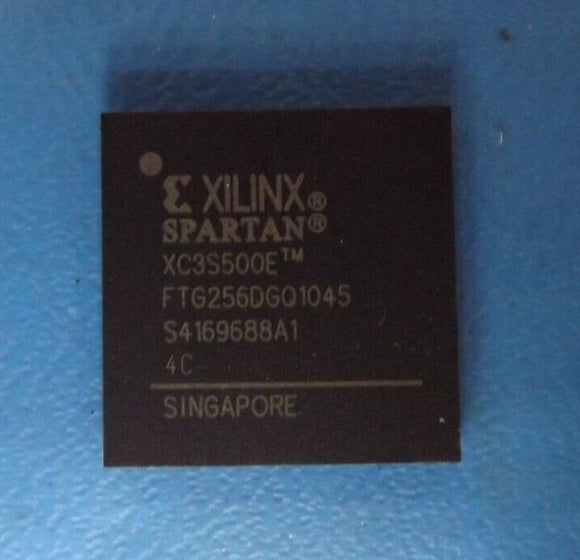 XILINX®
SPARTAN®
XC3S500E™
FTG256DGQ1045
S4169688A1
4C
SINGAPORE